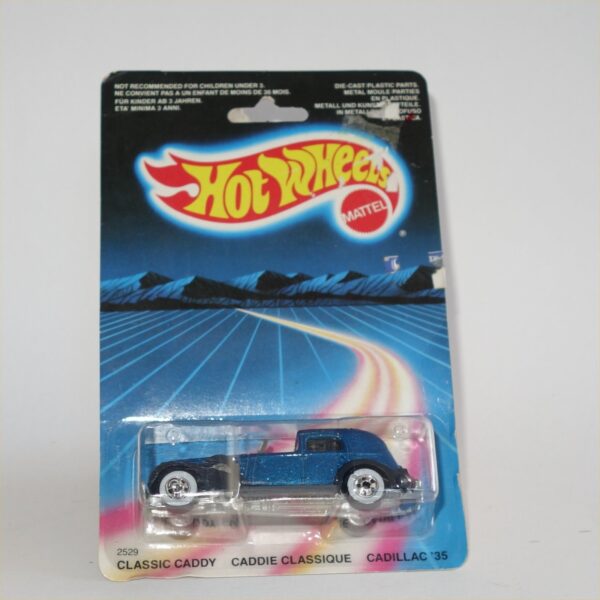 NOT RECOMMENDED FOR CHILDREN UNDER 3.
NE CONVIENT PAS A UN ENFANT DE MOINS DE 36 MOIS.
FÜR KINDER AB 3 JAHREN.
ETA' MINIMA 3 ANNI.
DIE-CAST/PLASTIC PARTS.
METAL MOULE PARTIES
EN PLASTIQUE.
METALL UND
IN
HOT WHEELS
MATTEL
®
2529
CLASSIC CADDY CADDIE CLASSIQUE CADILLAC '35